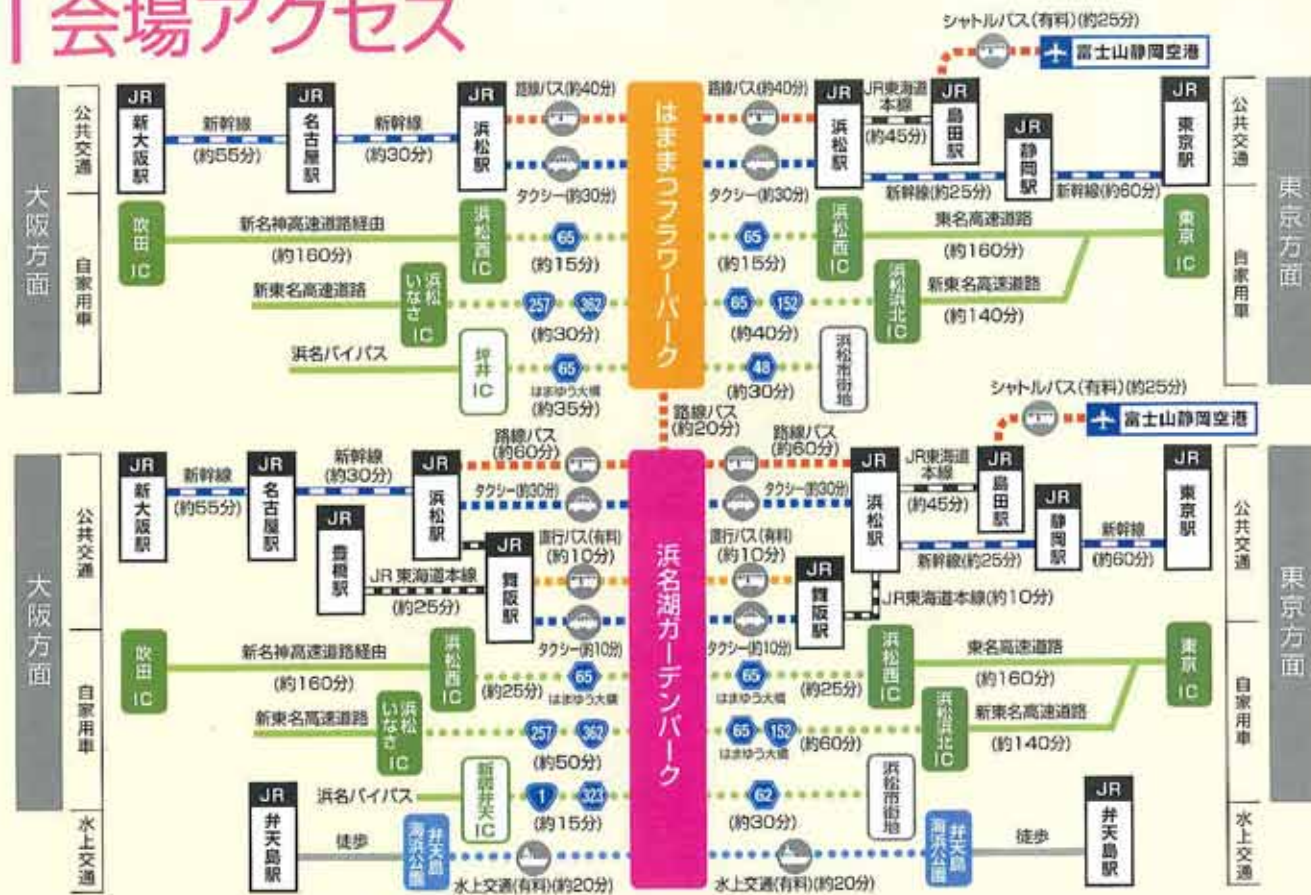 会場アクセス
シャトルバス(有料)(約25分)
富士山静岡空港
大阪方面
公共交通
JR 新大阪駅
新幹線
(約55分)
JR 名古屋駅
新幹線
(約30分)
JR 浜松駅
路線バス(約40分)
タクシー(約30分)
はままつフラワーパーク
路線バス(約40分)
タクシー(約30分)
JR 浜松駅
JR東海道
本線
(約45分)
JR 島田駅
新幹線(約25分)
JR 静岡駅
新幹線(約60分)
JR 東京駅
公共交通
東京方面
自家用車
吹田IC
新名神高速道路経由
(約160分)
浜松西IC
65
(約15分)
65
(約15分)
浜松西IC
東名高速道路
(約160分)
東京IC
自家用車
新東名高速道路
浜松いなさIC
257 362
(約30分)
65 152
(約40分)
浜松浜北IC
新東名高速道路
(約140分)
浜名バイパス
坪井IC
65
はまゆう大橋
(約35分)
48
(約30分)
浜松市街地
路線バス
(約20分)
シャトルバス(有料)(約25分)
富士山静岡空港
大阪方面
公共交通
JR 新大阪駅
新幹線
(約55分)
JR 名古屋駅
新幹線
(約30分)
JR 浜松駅
路線バス
(約60分)
タクシー(約30分)
JR 豊橋駅
JR東海道本線
(約25分)
JR 舞阪駅
直行バス(有料)
(約10分)
タクシー(約10分)
浜名湖ガーデンパーク
路線バス
(約60分)
タクシー(約30分)
直行バス(有料)
(約10分)
タクシー(約10分)
JR 舞阪駅
JR東海道本線(約10分)
JR 浜松駅
JR東海道
本線
(約45分)
JR 島田駅
新幹線(約25分)
JR 静岡駅
新幹線
(約60分)
JR 東京駅
公共交通
東京方面
自家用車
吹田IC
新名神高速道路経由
(約160分)
浜松西IC
(約25分)
65
はまゆう大橋
65
はまゆう大橋
(約25分)
浜松西IC
東名高速道路
(約160分)
東京IC
自家用車
新東名高速道路
浜松いなさIC
257 362
(約50分)
65 152
はまゆう大橋
(約60分)
浜松浜北IC
新東名高速道路
(約140分)
浜名バイパス
新居弁天IC
1 323
(約15分)
62
(約30分)
浜松市街地
水上交通
JR 弁天島駅
徒歩
弁天島海浜公園
水上交通(有料)(約20分)
水上交通(有料)(約20分)
弁天島海浜公園
徒歩
JR 弁天島駅
水上交通